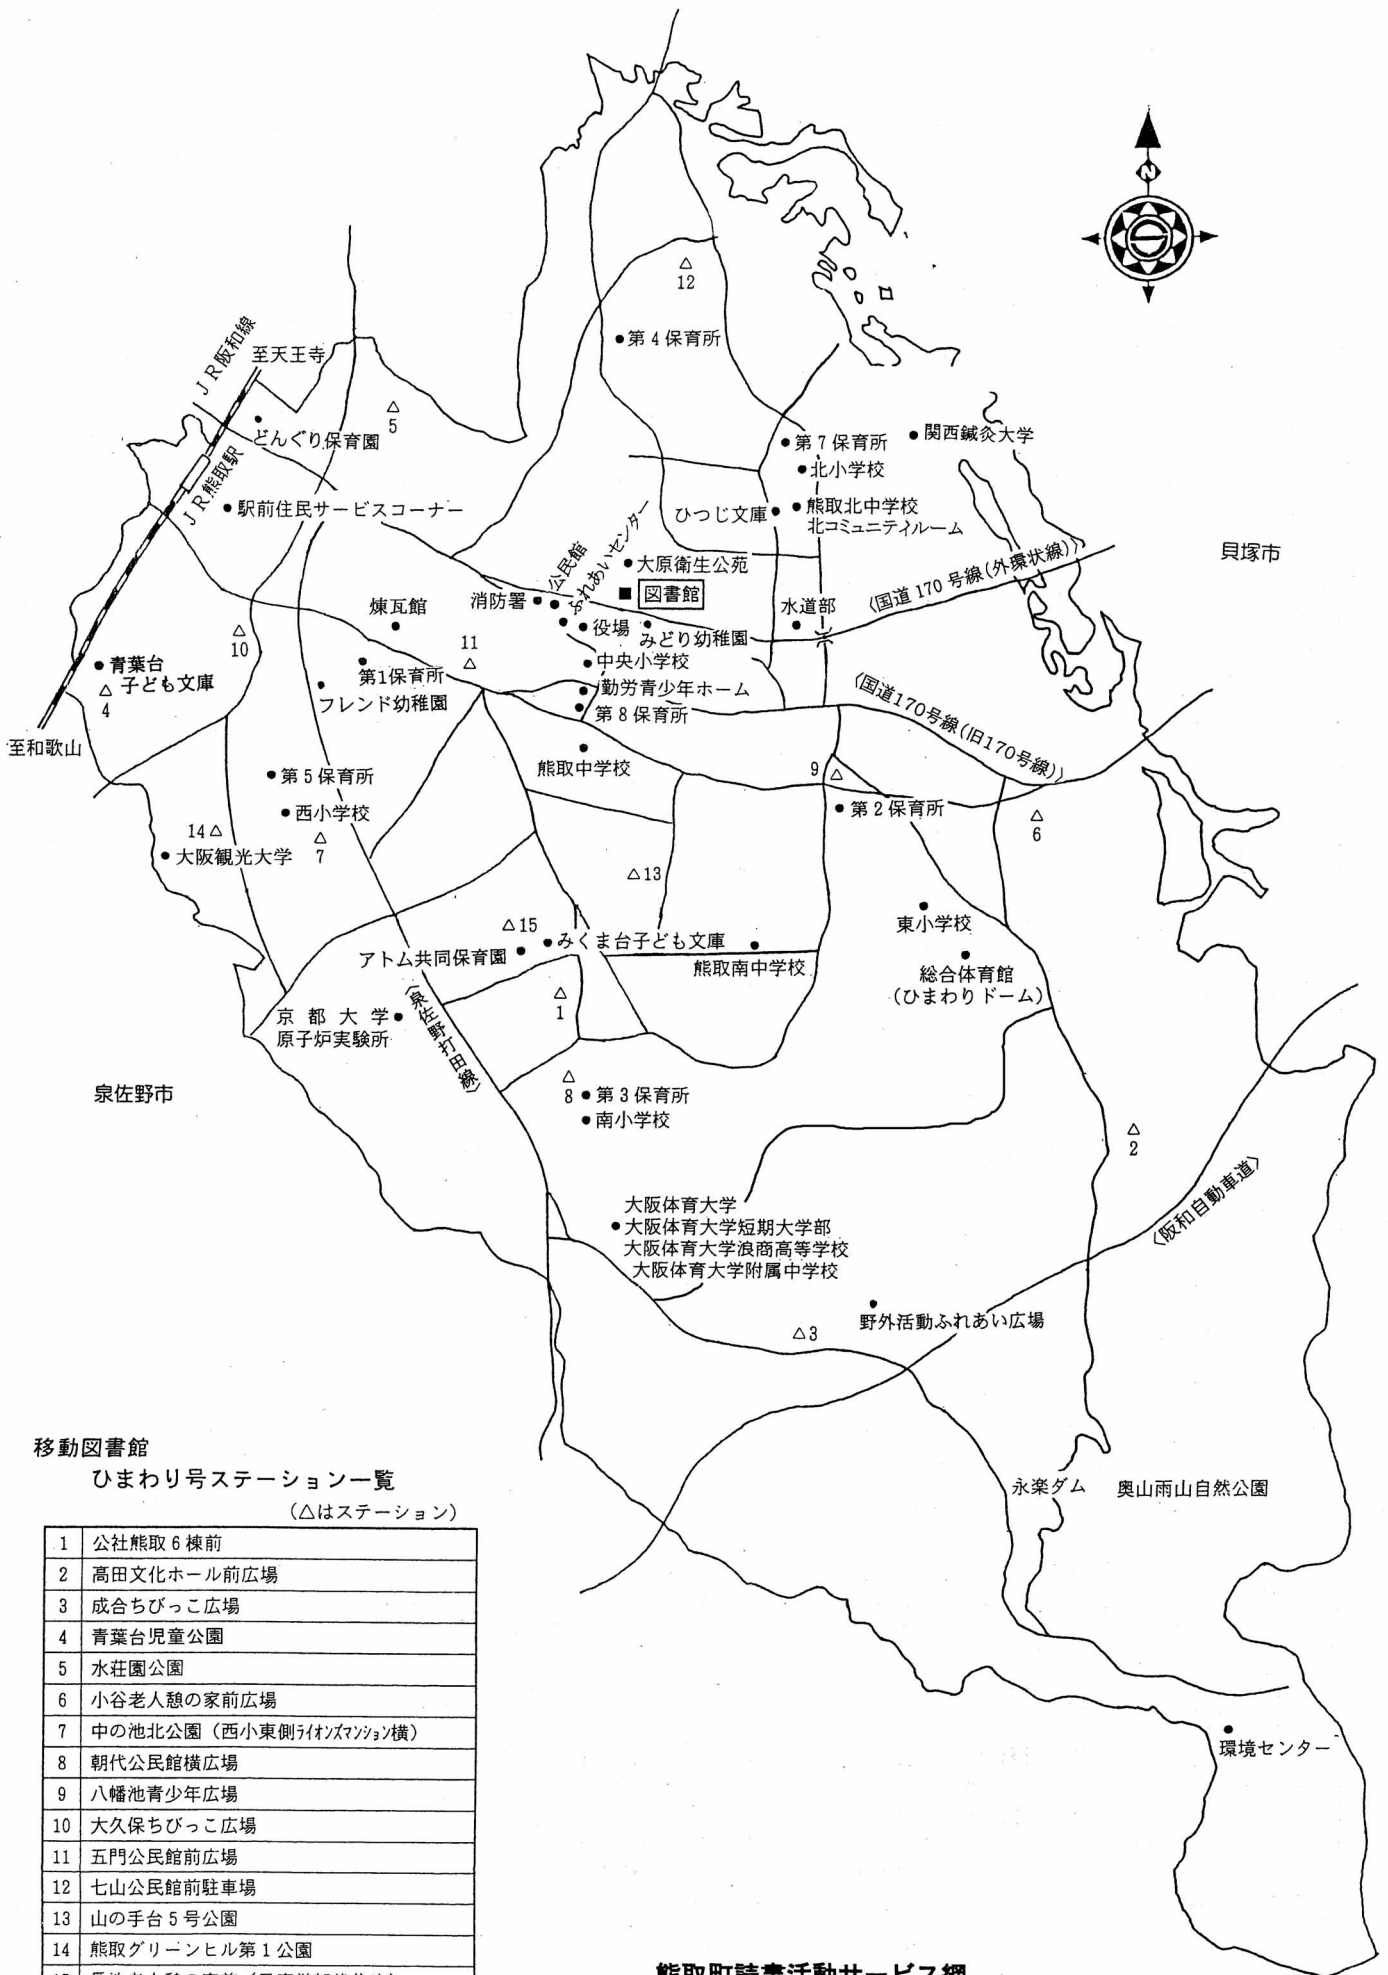 N
12
第4保育所
JR阪和線
至天王寺
5
どんぐり保育園
JR熊取駅
駅前住民サービスコーナー
第7保育所
関西鍼灸大学
北小学校
ひつじ文庫
熊取北中学校
北コミュニテイルーム
貝塚市
〈国道170号線(外環状線)〉
公民館
ふれあいセンター
大原衛生公苑
図書館
消防署
役場
みどり幼稚園
水道部
煉瓦館
11
10
青葉台
子ども文庫
4
第1保育所
フレンド幼稚園
中央小学校
勤労青少年ホーム
第8保育所
〈国道170号線(旧170号線)〉
至和歌山
熊取中学校
第5保育所
西小学校
9
第2保育所
6
14
大阪観光大学
7
13
東小学校
15
みくま台子ども文庫
アトム共同保育園
熊取南中学校
総合体育館
(ひまわりドーム)
1
京都大学
原子炉実験所
〈泉佐野打田線〉
泉佐野市
8
第3保育所
南小学校
2
〈阪和自動車道〉
大阪体育大学
大阪体育大学短期大学部
大阪体育大学浪商高等学校
大阪体育大学附属中学校
野外活動ふれあい広場
3
永楽ダム
奥山雨山自然公園
環境センター
移動図書館
ひまわり号ステーション一覧
(△はステーション)
1 公社熊取6棟前
2 高田文化ホール前広場
3 成合ちびっこ広場
4 青葉台児童公園
5 水荘園公園
6 小谷老人憩の家前広場
7 中の池北公園(西小東側ライオンズマンション横)
8 朝代公民館横広場
9 八幡池青少年広場
10 大久保ちびっこ広場
11 五門公民館前広場
12 七山公民館前駐車場
13 山の手台5号公園
14 熊取グリーンヒル第1公園
熊取町読書活動サービス網